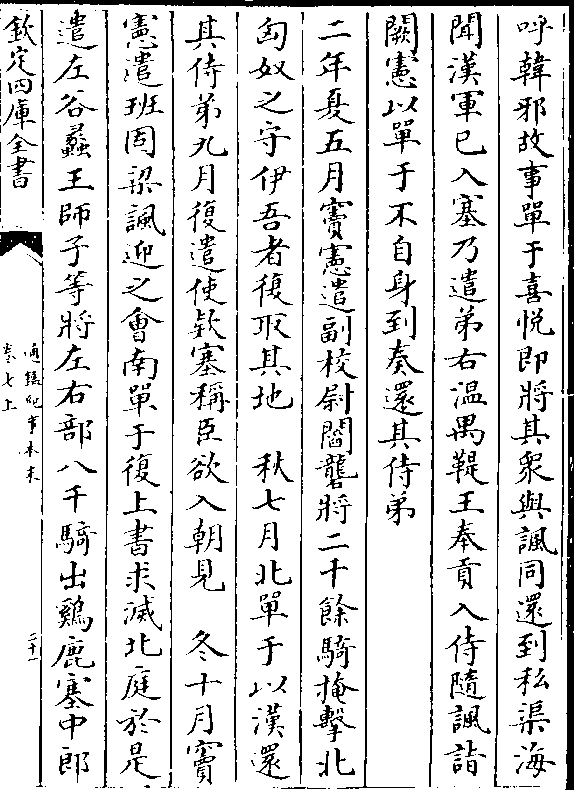 呼韓邪故事單于喜悅即將其衆與諷同還到私渠海
聞漢軍已入塞乃遣弟右溫禺鞮王奉貢入侍隨諷詣
闕憲以單于不自身到奏還其侍弟
二年夏五月竇憲遣副校尉閻礱將二千餘騎掩擊北
匈奴之守伊吾者復取其地　秋七月北單于以漢還
其侍弟九月復遣使欵塞稱臣欲入朝見　冬十月竇
憲遣班固梁諷迎之會南單于復上書求滅北庭於是
遣左谷蠡王師子等將左右部八千騎出鷄鹿塞中郎
欽定四庫全書
通鑑紀事本末
卷七上
二十一